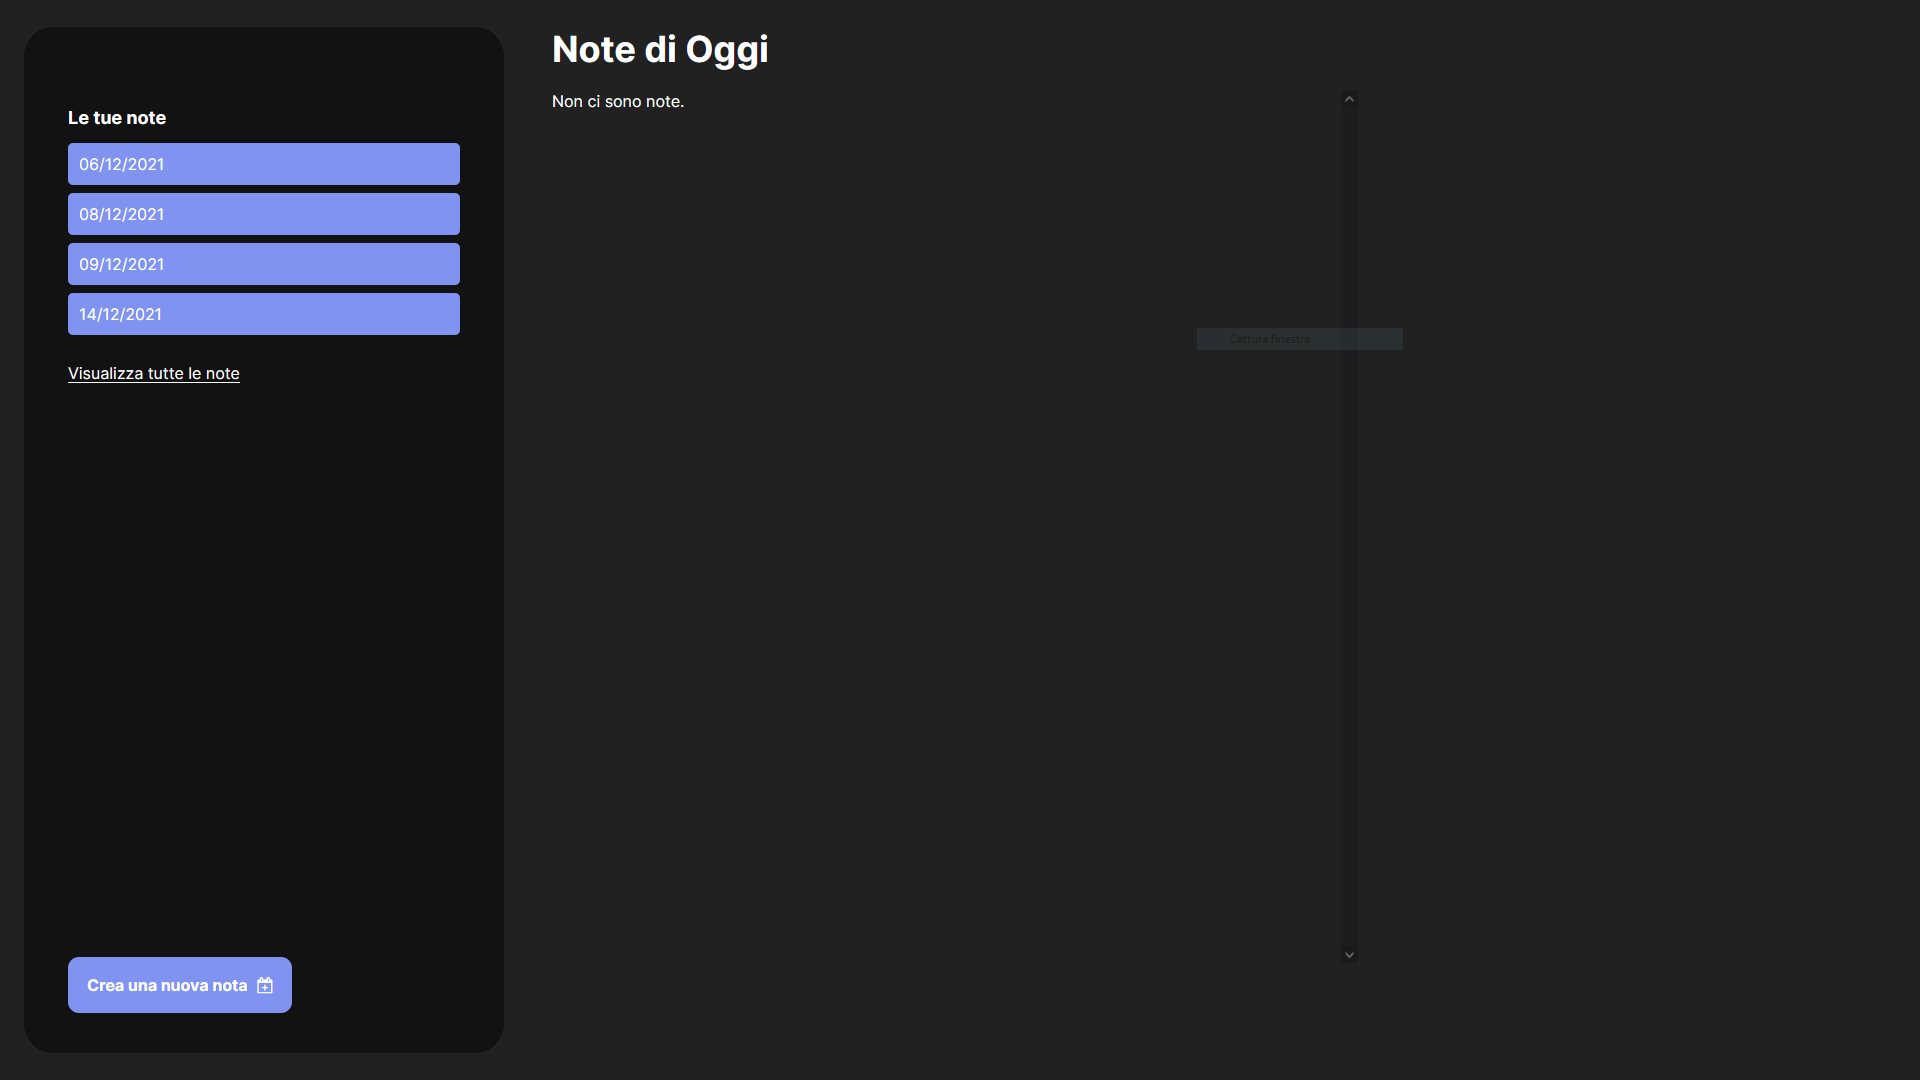 Le tue note
06/12/2021
08/12/2021
09/12/2021
14/12/2021
Visualizza tutte le note
Crea una nuova nota
Note di Oggi
Non ci sono note.
Cattura finestra